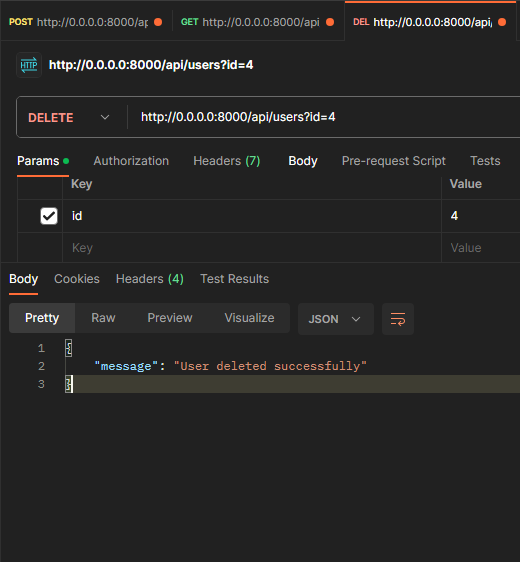 POST http://0.0.0.0:8000/ap
GET http://0.0.0.0:8000/api
DEL http://0.0.0.0:8000/api/
HTTP http://0.0.0.0:8000/api/users?id=4
DELETE http://0.0.0.0:8000/api/users?id=4
Params Authorization Headers (7) Body Pre-request Script Tests
Key Value
id 4
Key Value
Body Cookies Headers (4) Test Results
Pretty Raw Preview Visualize JSON
1 {
2 "message": "User deleted successfully"
3 }